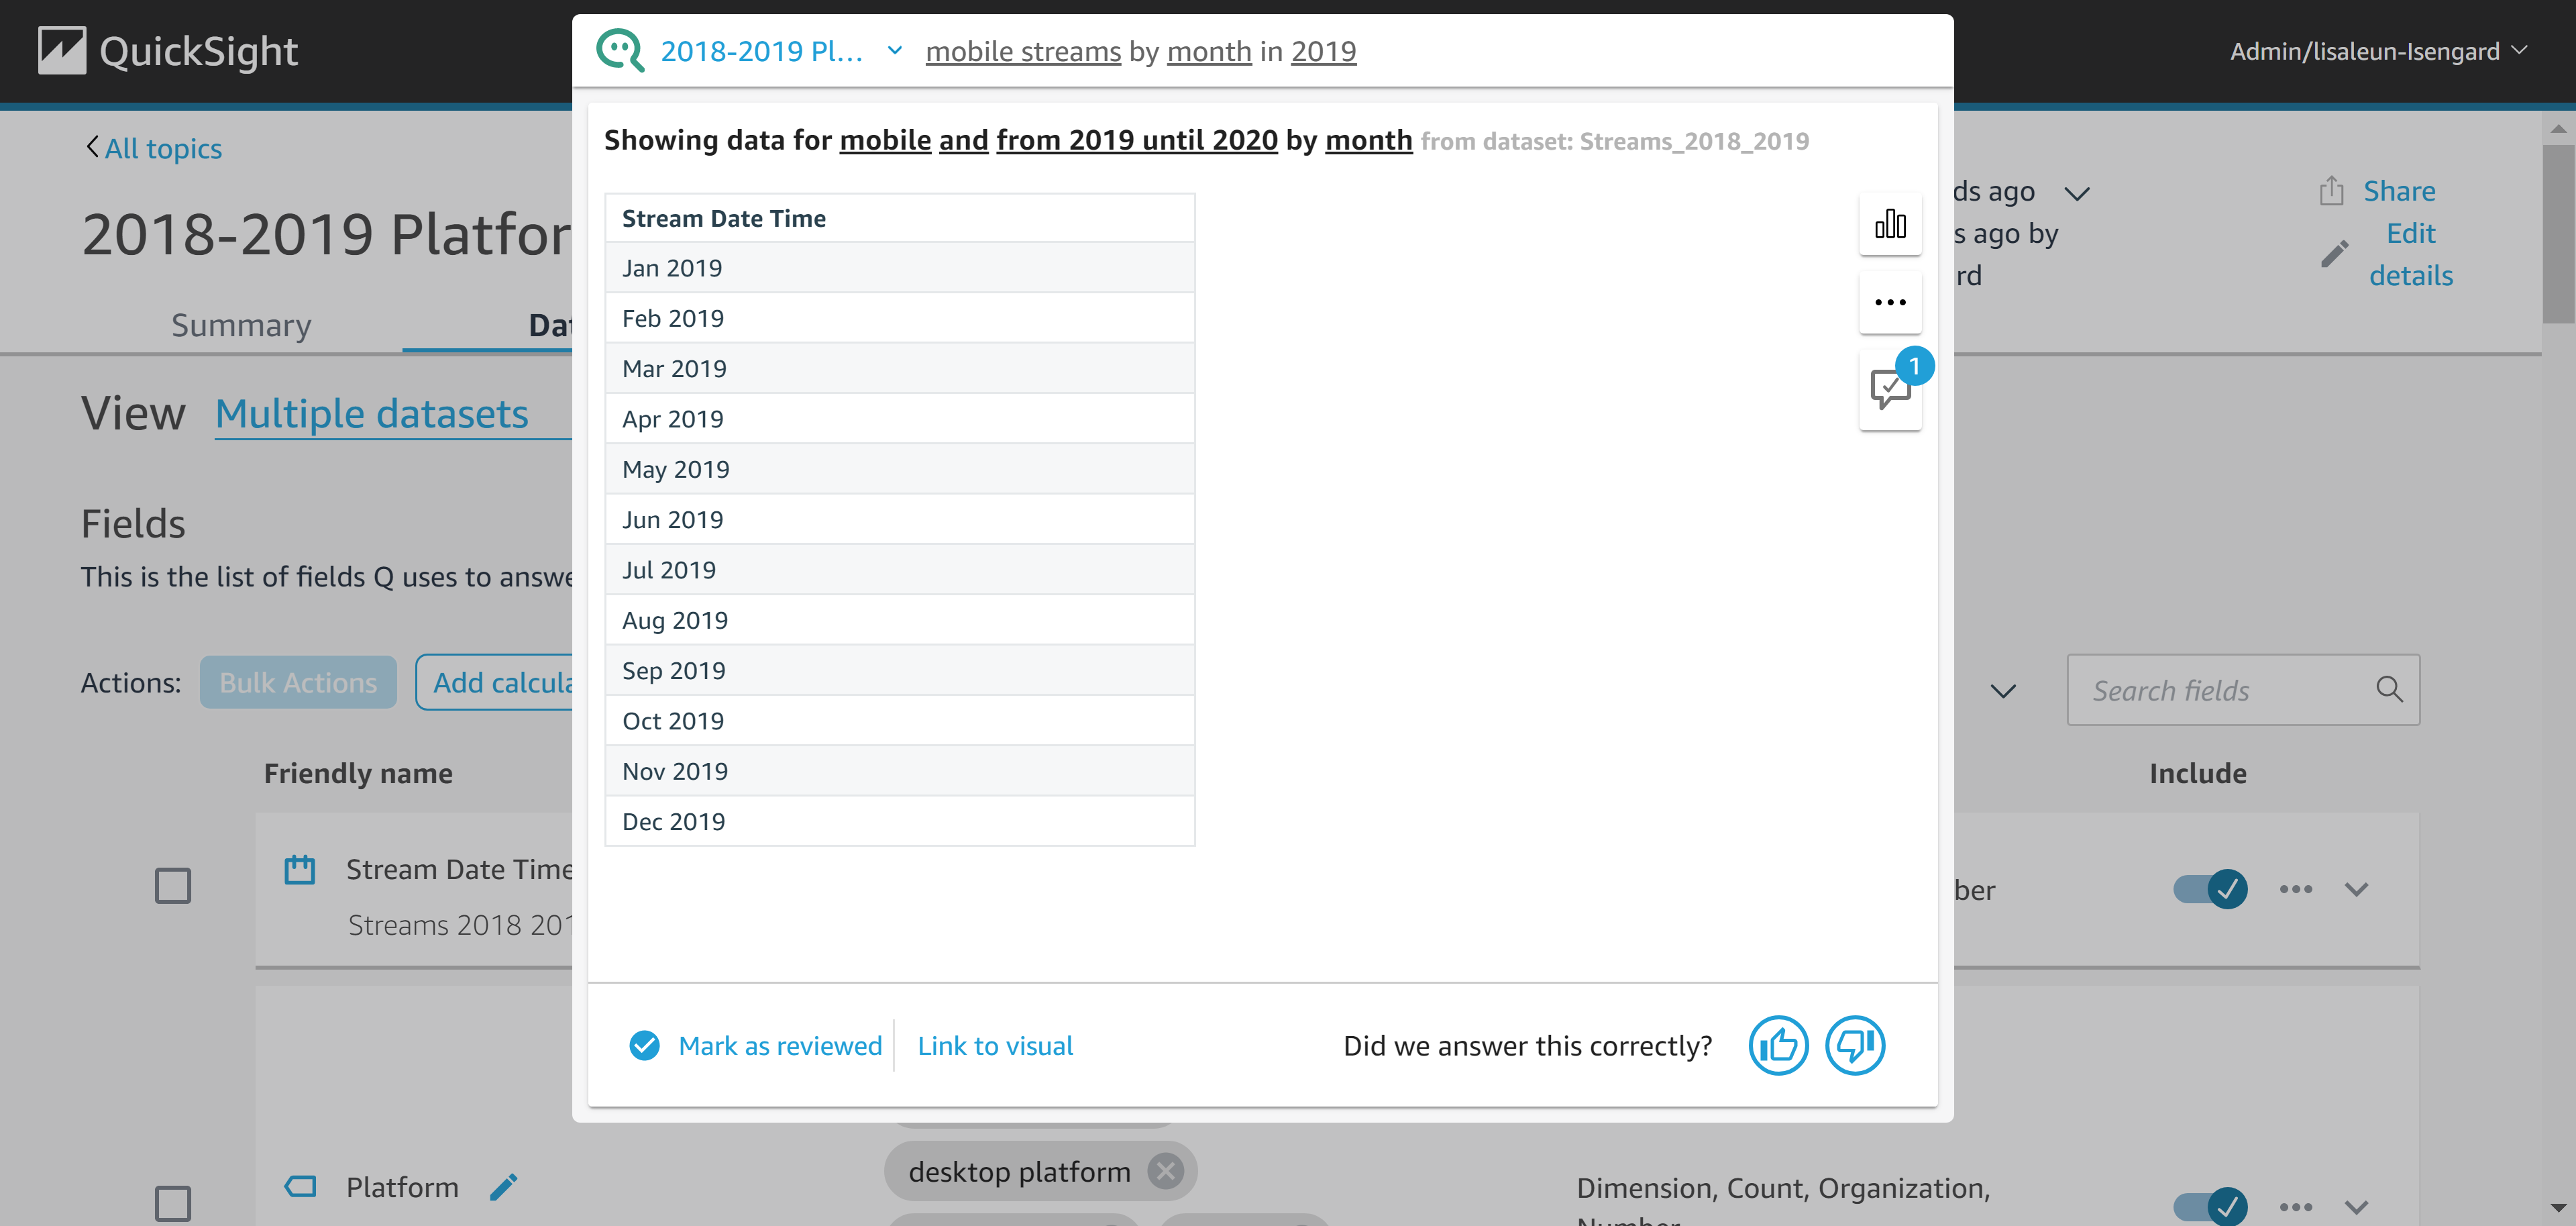 QuickSight
2018-2019 Pl...
mobile streams by month in 2019
Admin/lisaleun-Isengard
Showing data for mobile and from 2019 until 2020 by month from dataset: Streams_2018_2019
Stream Date Time
Jan 2019
Feb 2019
Mar 2019
Apr 2019
May 2019
Jun 2019
Jul 2019
Aug 2019
Sep 2019
Oct 2019
Nov 2019
Dec 2019
1
Mark as reviewed
Link to visual
Did we answer this correctly?
All topics
2018-2019 Platfor
ds ago
s ago by
rd
Share
Edit
details
Summary
Dat
View Multiple datasets
Fields
This is the list of fields Q uses to answe
Actions:
Bulk Actions
Add calcula
Search fields
Friendly name
Include
Stream Date Time
Streams 2018 201
ber
Platform
desktop platform
Dimension, Count, Organization,